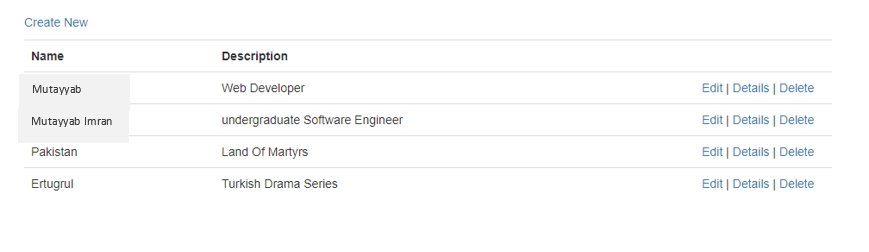 Create New
Name Description
Mutayyab Web Developer Edit | Details | Delete
Mutayyab Imran undergraduate Software Engineer Edit | Details | Delete
Pakistan Land Of Martyrs Edit | Details | Delete
Ertugrul Turkish Drama Series Edit | Details | Delete